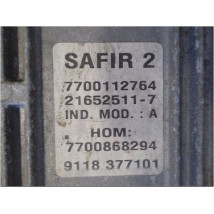 SAFIR 2
7700112764
21652511-7
IND. MOD. : A
HOM:
7700868294
9118 377101